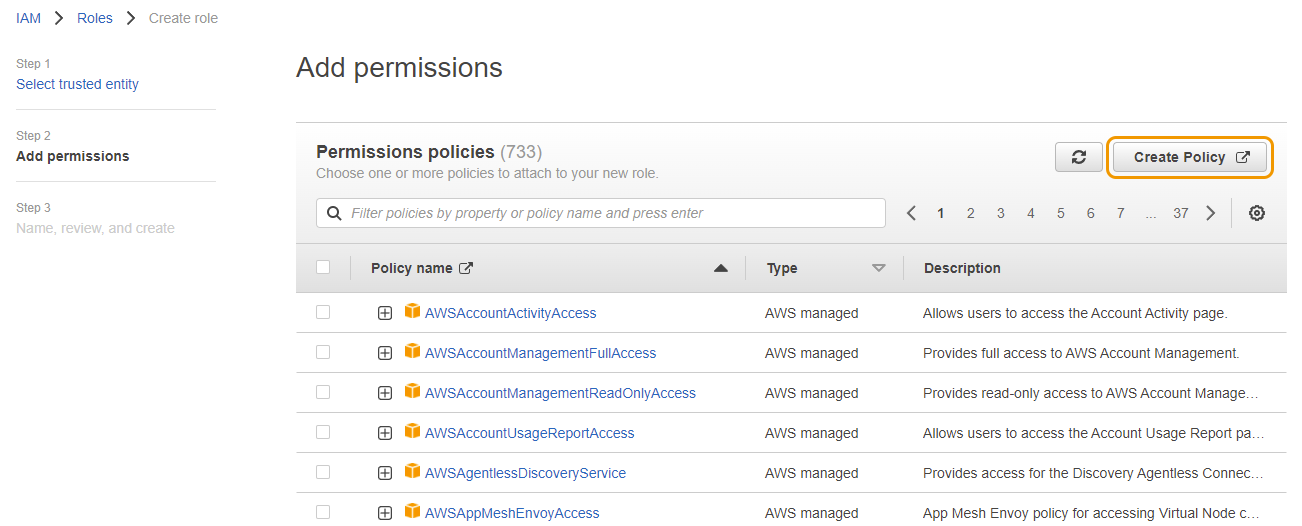 IAM > Roles > Create role
Step 1
Select trusted entity
Step 2
Add permissions
Step 3
Name, review, and create
Add permissions
Permissions policies (733)
Choose one or more policies to attach to your new role.
Create Policy
Filter policies by property or policy name and press enter
1 2 3 4 5 6 7 ... 37
Policy name Type Description
AWSAccountActivityAccess AWS managed Allows users to access the Account Activity page.
AWSAccountManagementFullAccess AWS managed Provides full access to AWS Account Management.
AWSAccountManagementReadOnlyAccess AWS managed Provides read-only access to AWS Account Manage…
AWSAccountUsageReportAccess AWS managed Allows users to access the Account Usage Report pa…
AWSAgentlessDiscoveryService AWS managed Provides access for the Discovery Agentless Connec…
AWSAppMeshEnvoyAccess AWS managed App Mesh Envoy policy for accessing Virtual Node c…